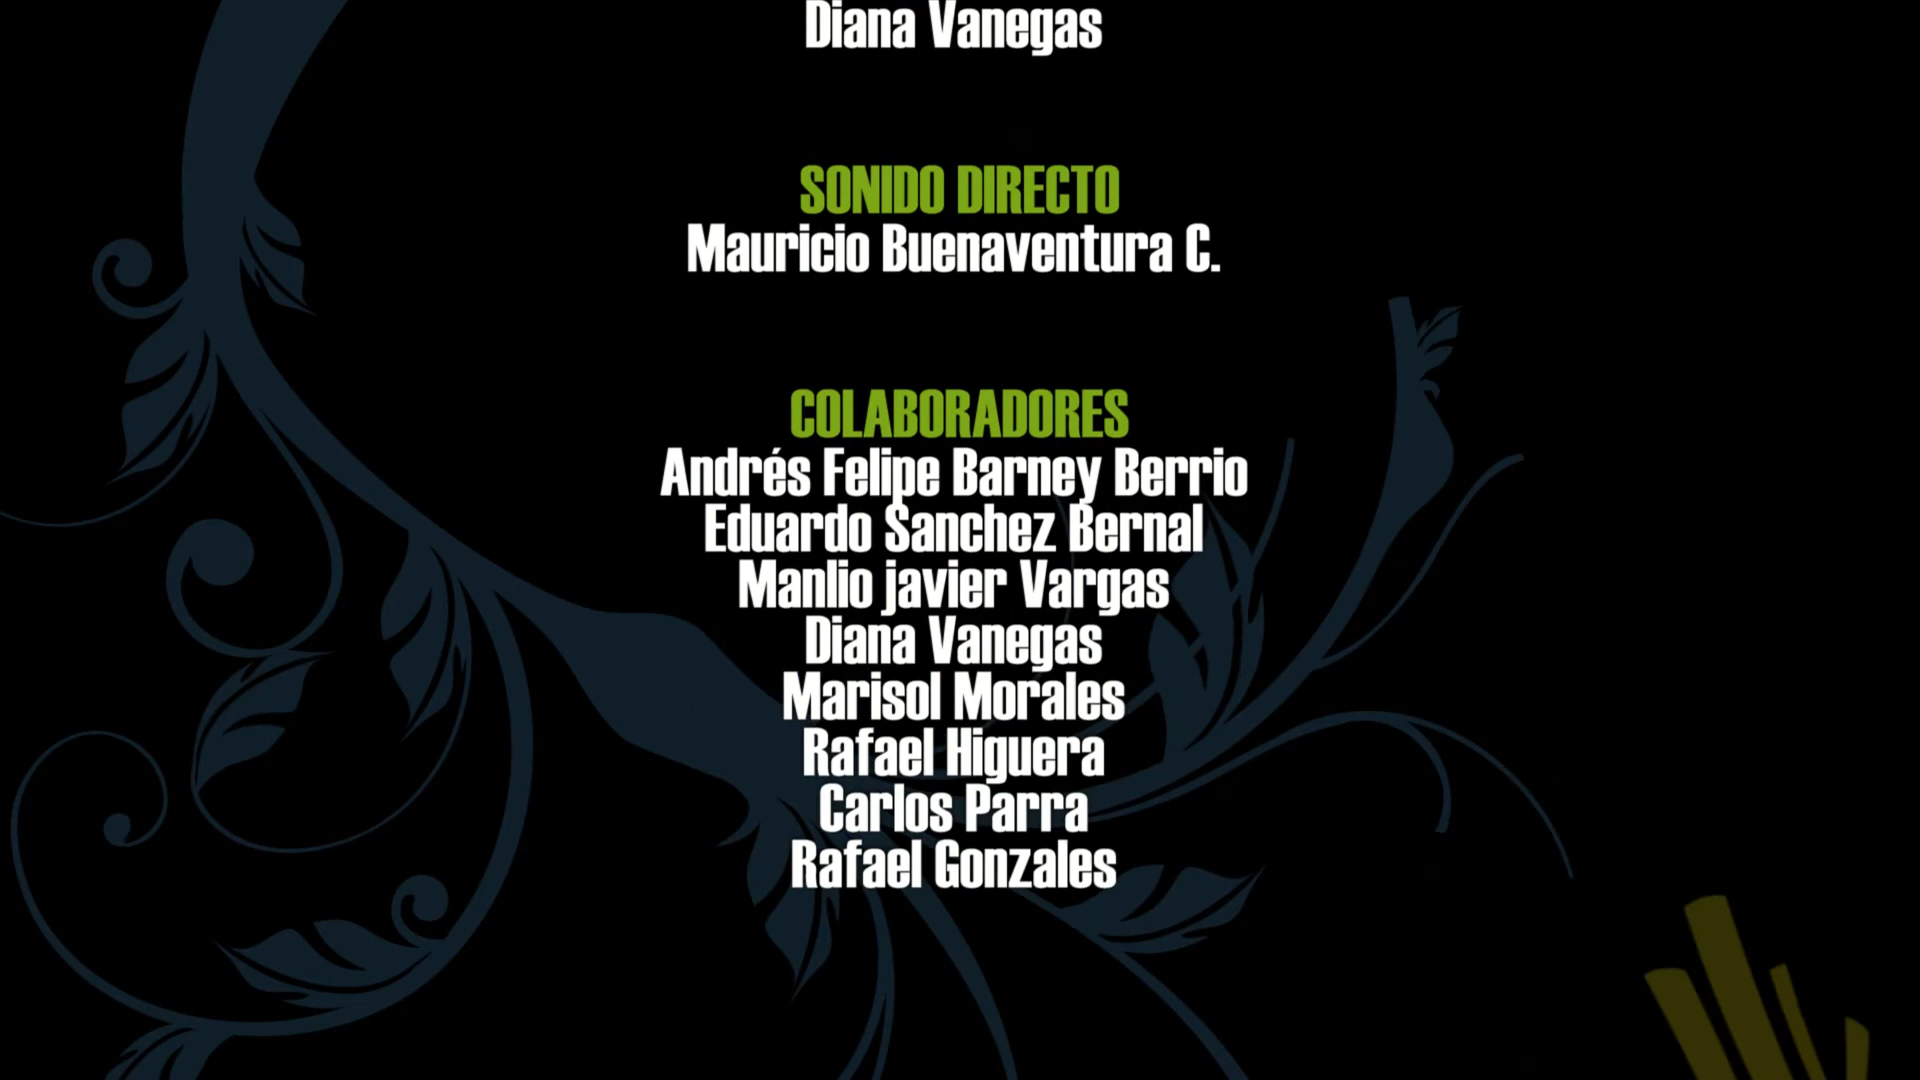 Diana Vanegas
SONIDO DIRECTO
Mauricio Buenaventura C.
COLABORADORES
Andrés Felipe Barney Berrio
Eduardo Sanchez Bernal
Manlio javier Vargas
Diana Vanegas
Marisol Morales
Rafael Higuera
Carlos Parra
Rafael Gonzales